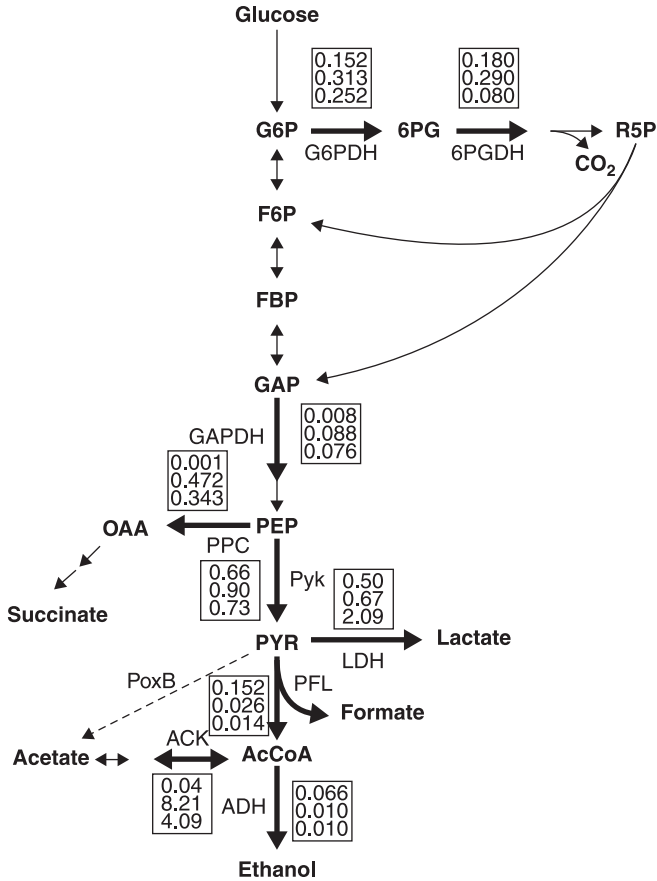 Glucose
0.152
0.313
0.252
0.180
0.290
0.080
G6P
G6PDH
6PG
6PGDH
R5P
CO₂
F6P
FBP
GAP
GAPDH
0.008
0.088
0.076
0.001
0.472
0.343
OAA
PPC
PEP
Succinate
0.66
0.90
0.73
Pyk
0.50
0.67
2.09
PYR
LDH
Lactate
PoxB
0.152
0.026
0.014
PFL
Formate
Acetate
ACK
AcCoA
0.04
8.21
4.09
ADH
0.066
0.010
0.010
Ethanol